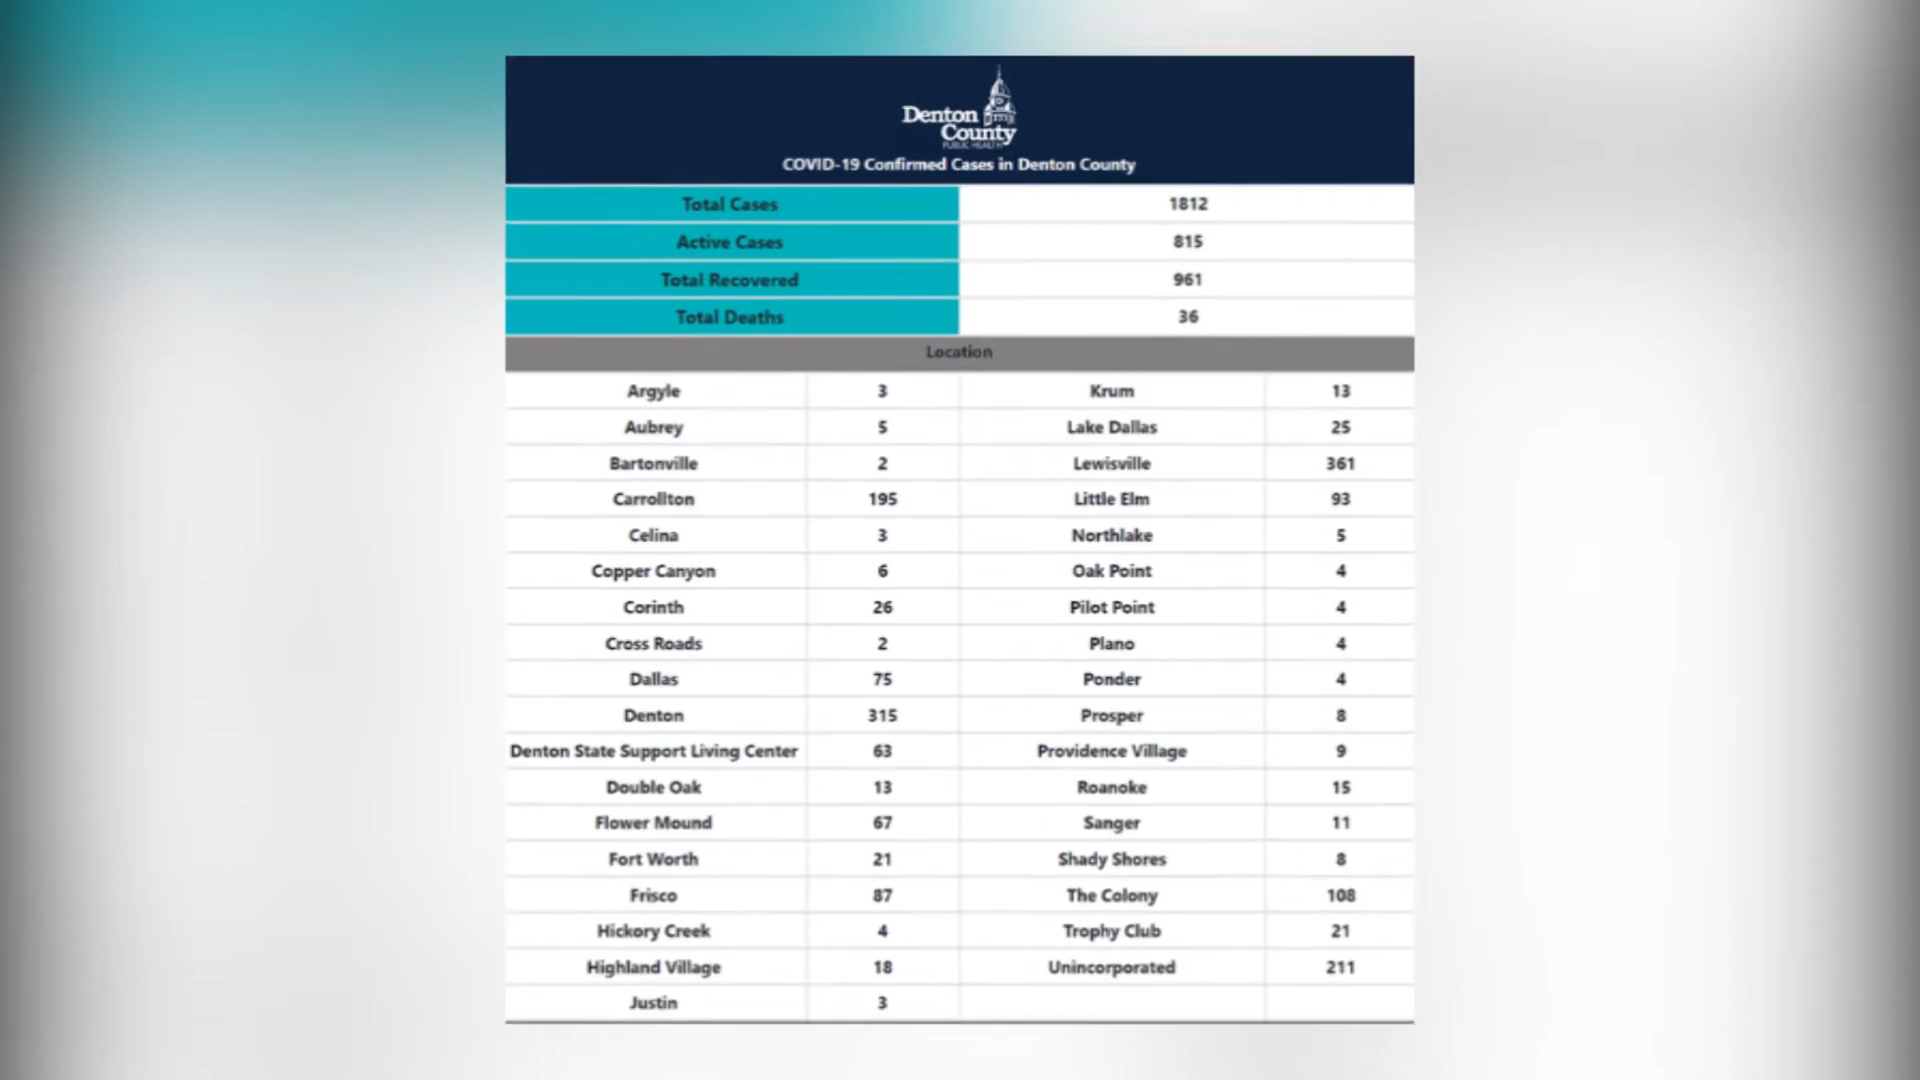 Denton
County
PUBLIC HEALTH
COVID-19 Confirmed Cases in Denton County
Total Cases 1812
Active Cases 815
Total Recovered 961
Total Deaths 36
Location
Argyle 3 Krum 13
Aubrey 5 Lake Dallas 25
Bartonville 2 Lewisville 361
Carrollton 195 Little Elm 93
Celina 3 Northlake 5
Copper Canyon 6 Oak Point 4
Corinth 26 Pilot Point 4
Cross Roads 2 Plano 4
Dallas 75 Ponder 4
Denton 315 Prosper 8
Denton State Support Living Center 63 Providence Village 9
Double Oak 13 Roanoke 15
Flower Mound 67 Sanger 11
Fort Worth 21 Shady Shores 8
Frisco 87 The Colony 108
Hickory Creek 4 Trophy Club 21
Highland Village 18 Unincorporated 211
Justin 3